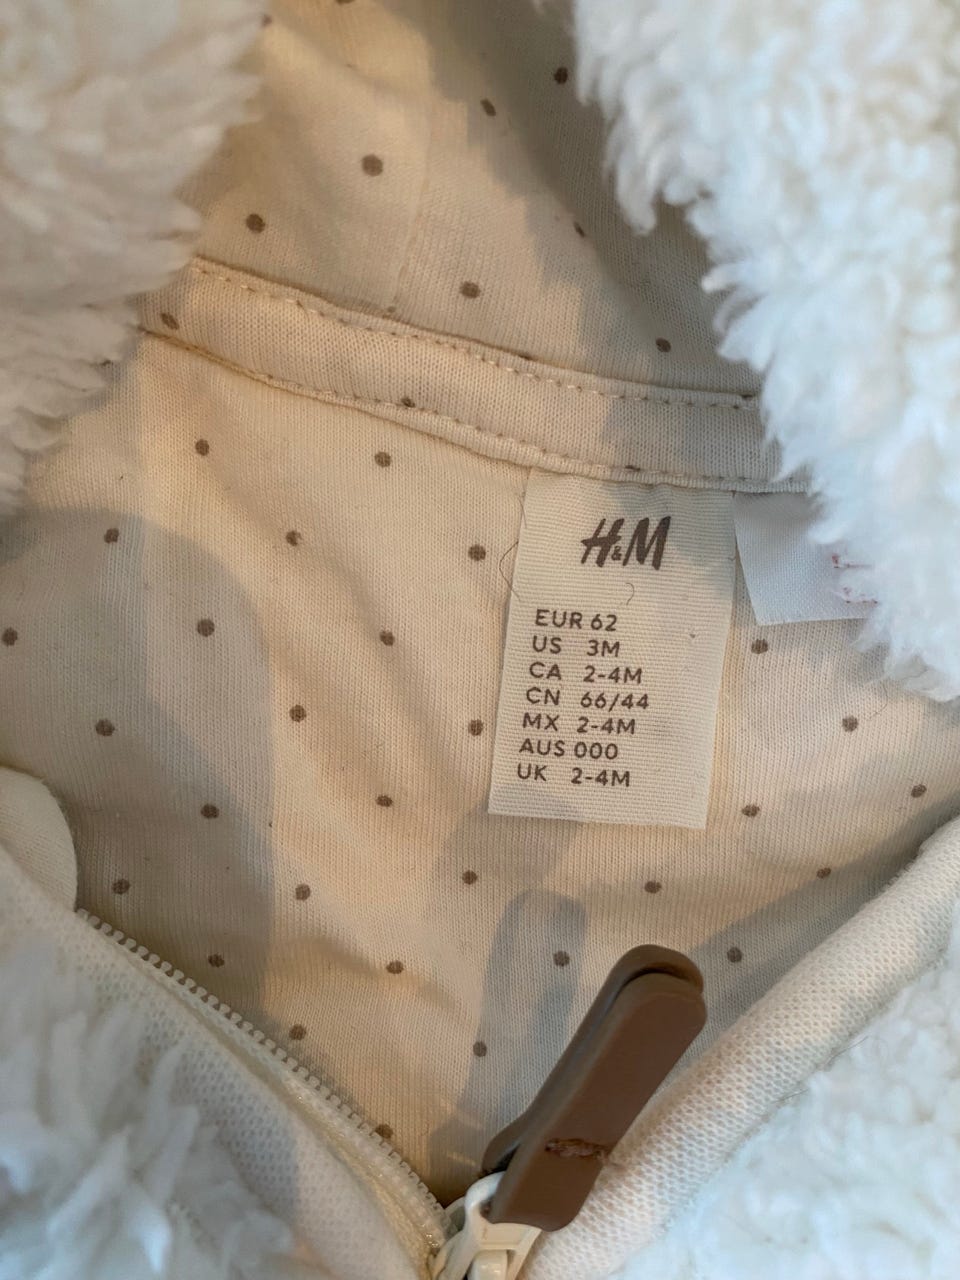 H&M
EUR 62
US 3M
CA 2-4M
CN 66/44
MX 2-4M
AUS 000
UK 2-4M